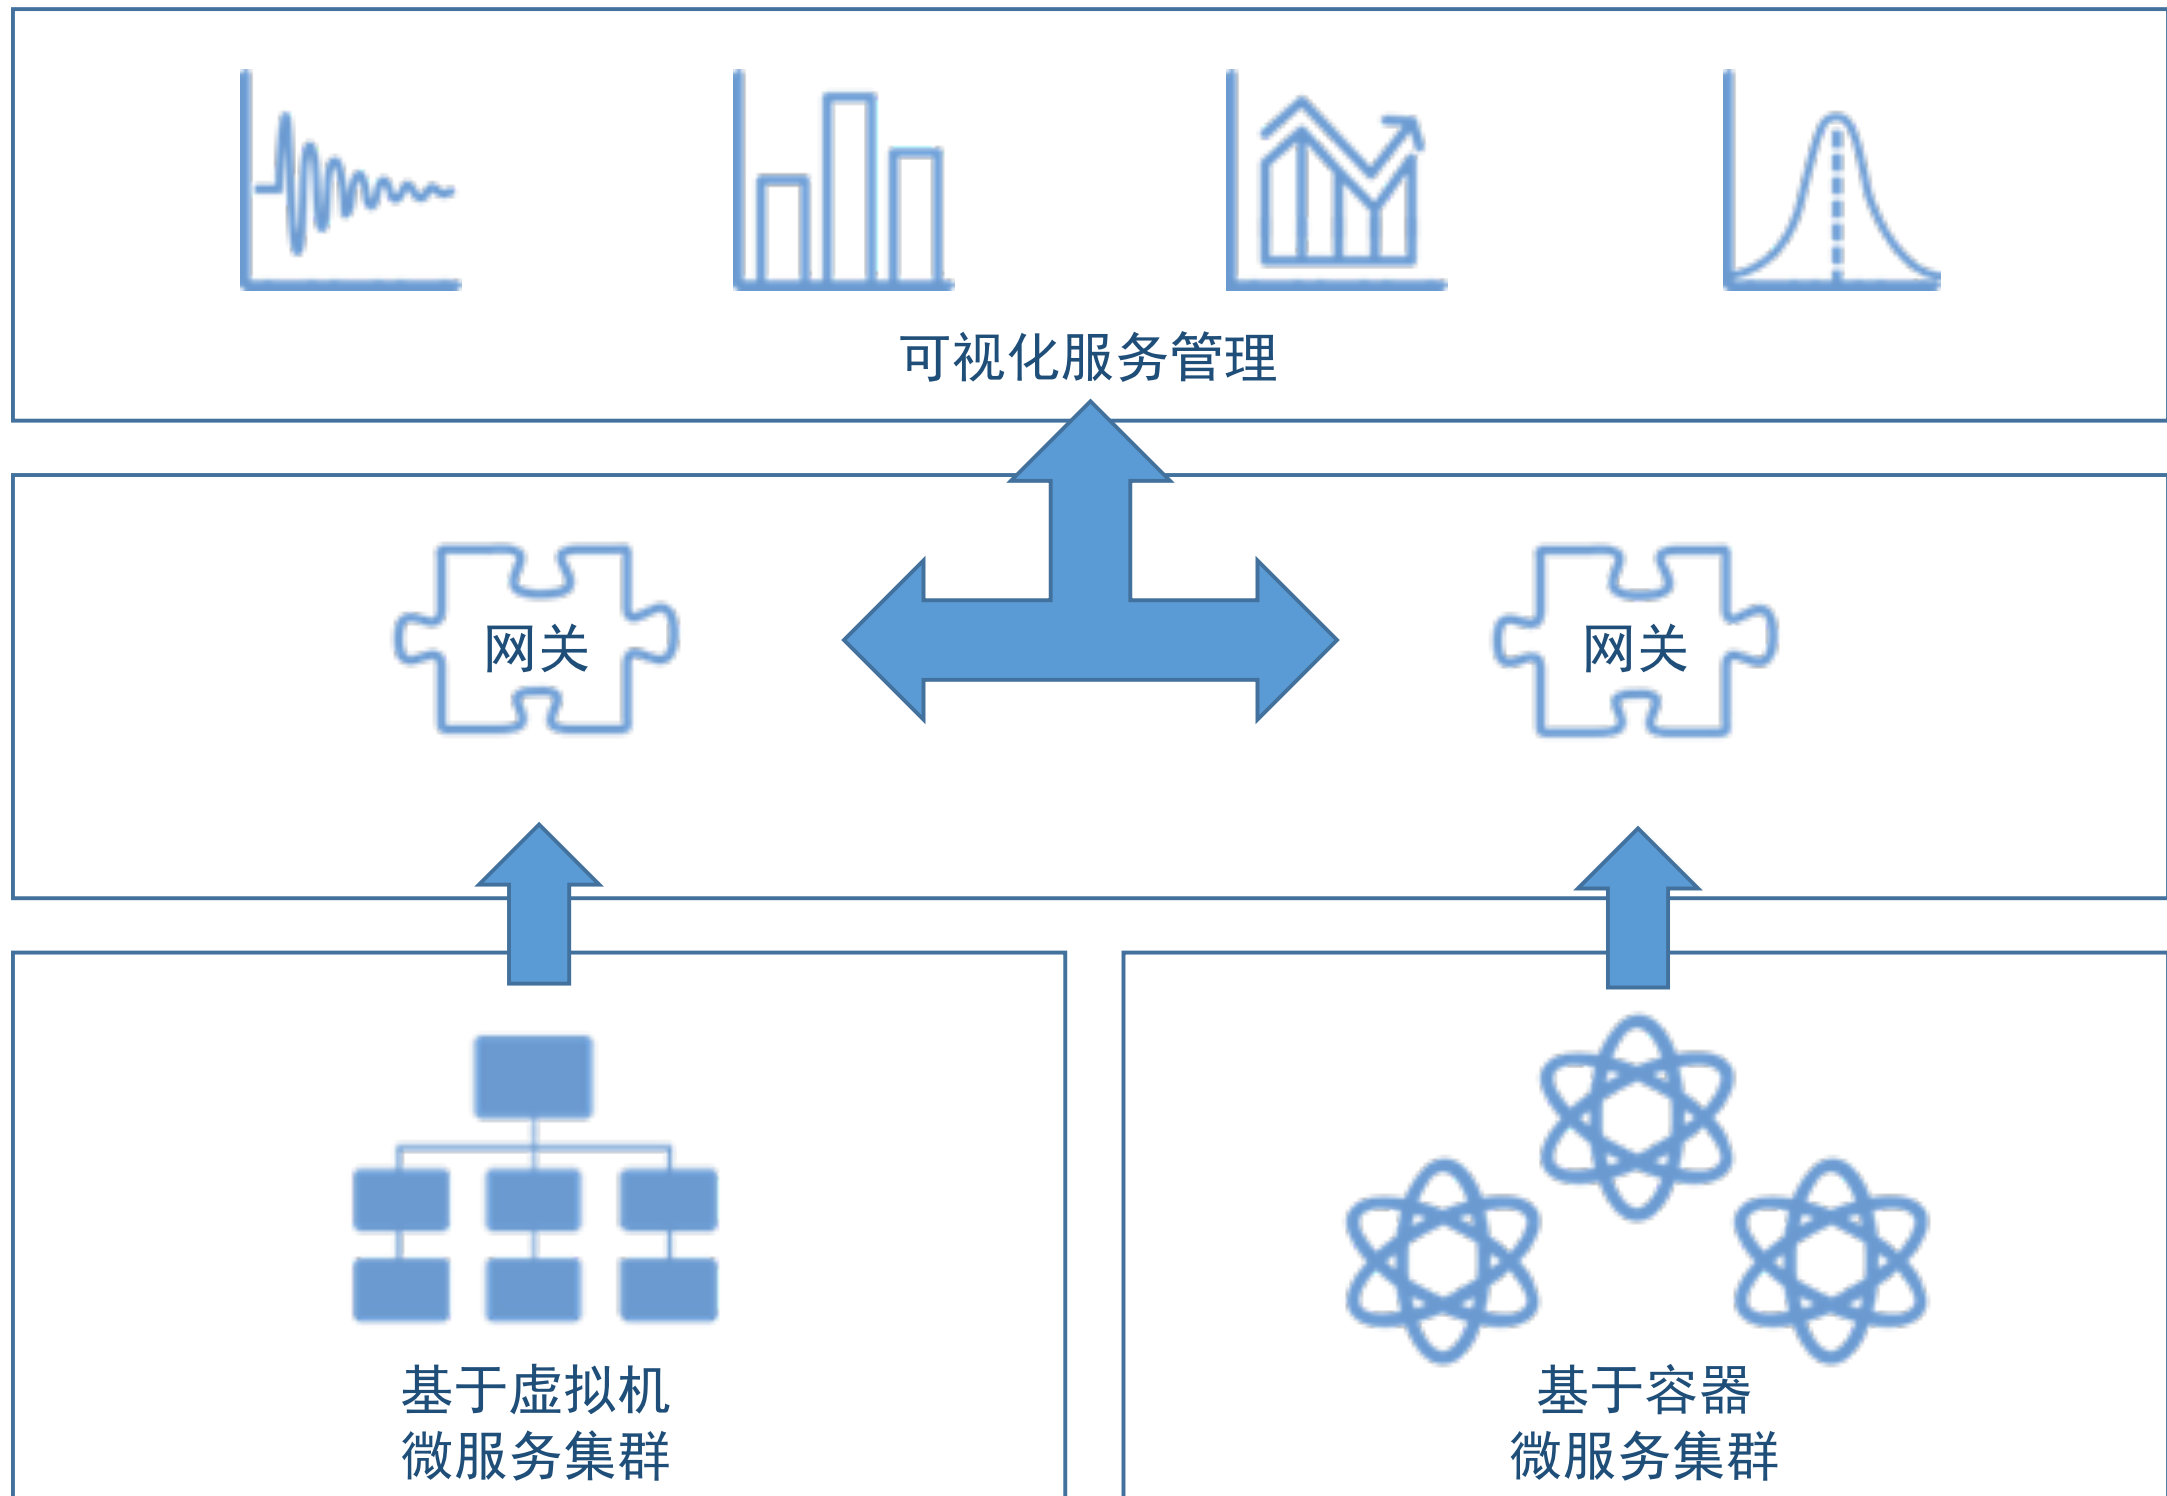 可视化服务管理
网关
网关
基于虚拟机
微服务集群
基于容器
微服务集群